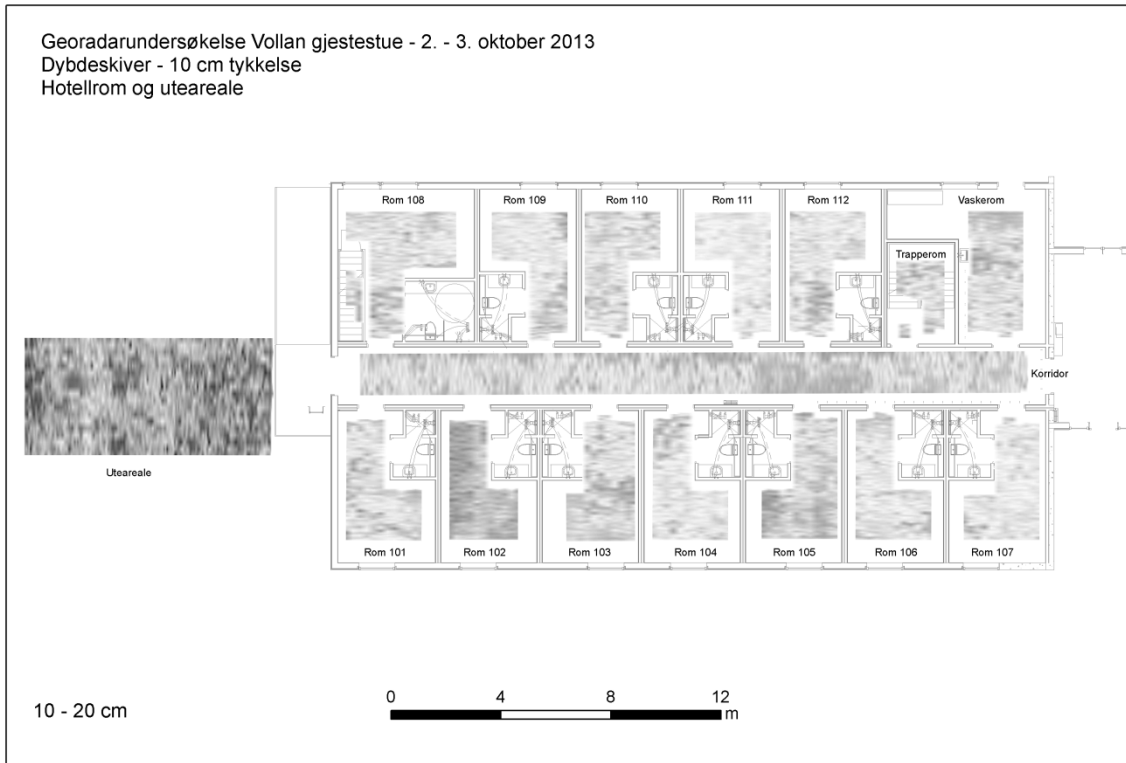 Georadarundersøkelse Vollan gjestestue - 2. - 3. oktober 2013
Dybdeskiver - 10 cm tykkelse
Hotellrom og uteareale
Rom 108
Rom 109
Rom 110
Rom 111
Rom 112
Vaskerom
Trapperom
Korridor
Uteareale
Rom 101
Rom 102
Rom 103
Rom 104
Rom 105
Rom 106
Rom 107
10 - 20 cm
0 4 8 12
m